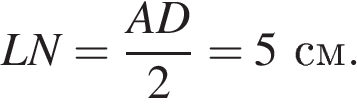 LN = AD/2 = 5 см.